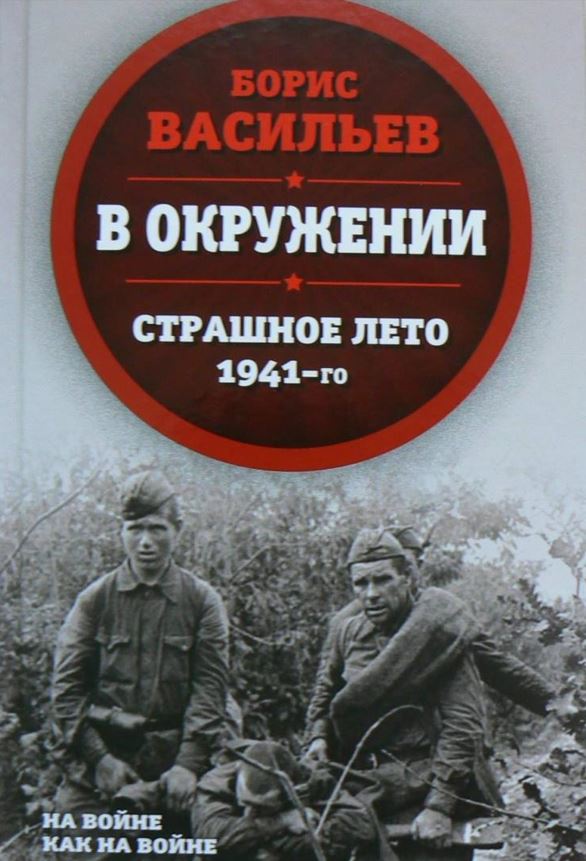 БОРИС
ВАСИЛЬЕВ
В ОКРУЖЕНИИ
СТРАШНОЕ ЛЕТО
1941-го
НА ВОЙНЕ
КАК НА ВОЙНЕ